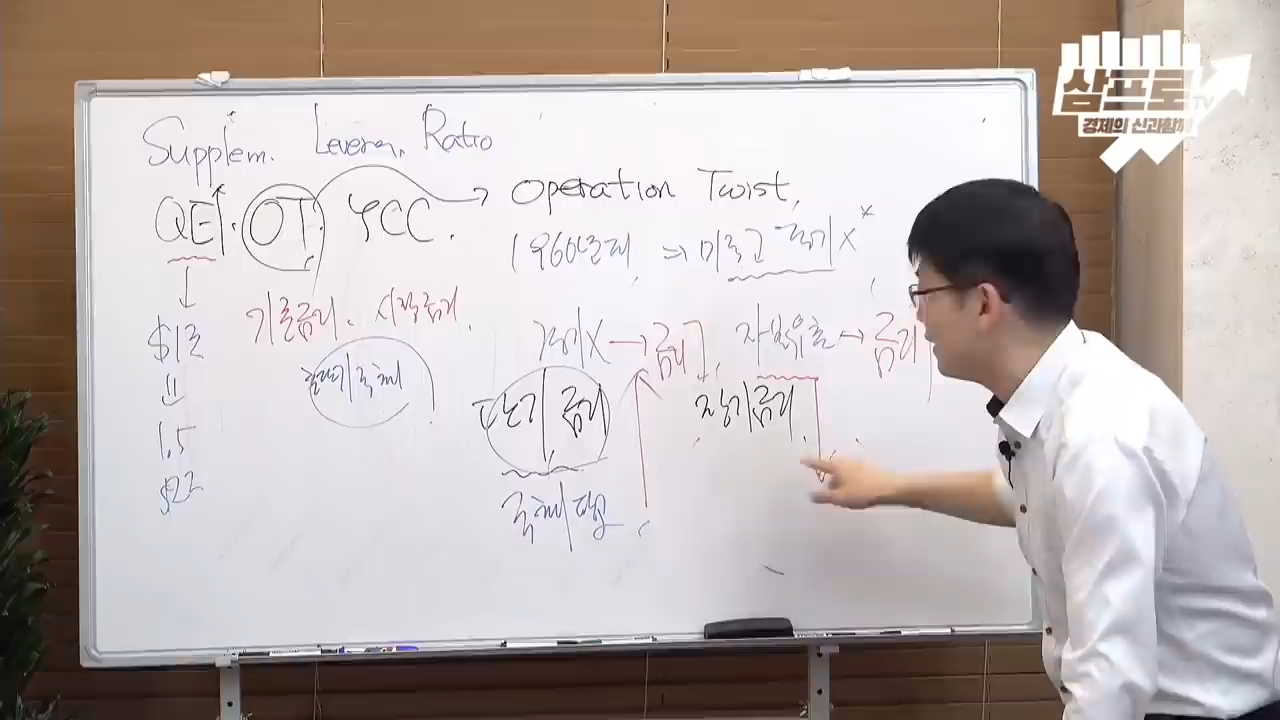 Supplem. Leverа. Ratio
QE. OT. YCC. → Operation Twist,
1960년대 ⇒ 미국 경기 X *
↓
$1조
기준금리. 시장금리.
경기X → 금리 자본유출 → 금리
단기 금리 장기금리
1.5
$2조
국채 매입
삼프로TV
경제의 신과함께